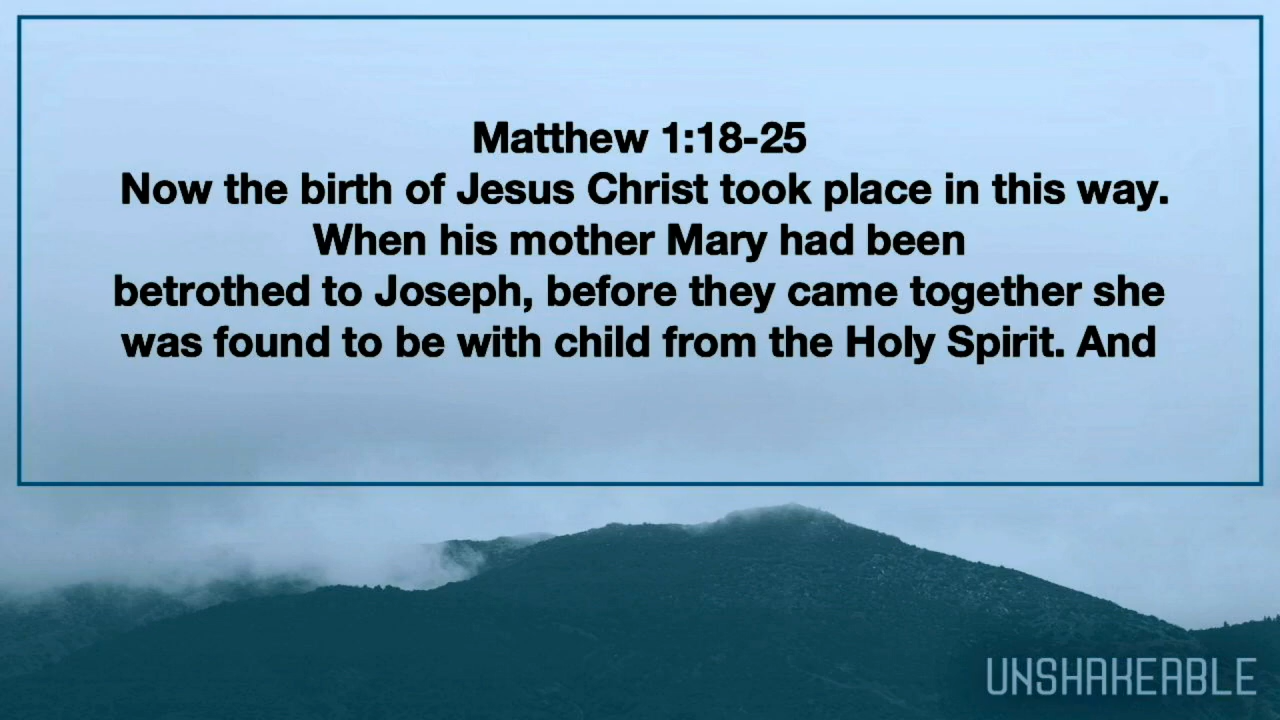 Matthew 1:18-25
Now the birth of Jesus Christ took place in this way.
When his mother Mary had been
betrothed to Joseph, before they came together she
was found to be with child from the Holy Spirit. And
UNSHAKEABLE